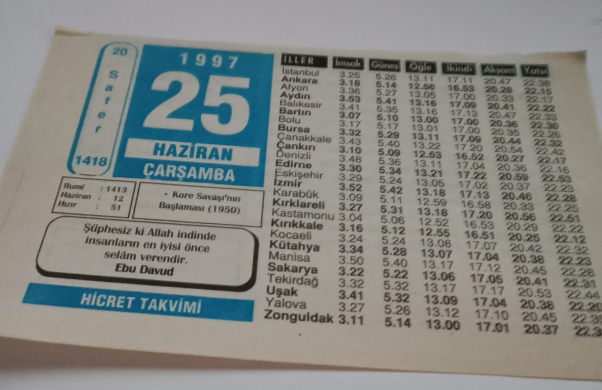 20
Safer
1418
1997
25
HAZİRAN
ÇARŞAMBA
Rumi : 1413
Haziran : 12
Hızır : 51
• Kore Savaşı'nın
Başlaması (1950)
Şüphesiz ki Allah indinde
insanların en iyisi önce
selâm verendir.
Ebu Davud
HİCRET TAKVİMİ
İLLER İmsak Güneş Öğle İkindi Akşam Yatsı
İstanbul 3.25 5.26 13.11 17.11 20.47 22.38
Ankara 3.18 5.14 12.56 16.53 20.28 22.15
Afyon 3.36 5.27 13.05 17.00 20.33 22.17
Aydın 3.53 5.41 13.16 17.09 20.41 22.22
Balıkesir 3.41 5.35 13.16 17.13 20.47 22.33
Bartın 3.07 5.10 13.00 17.00 20.36 22.30
Bolu 3.17 5.17 13.01 17.00 20.35 22.26
Bursa 3.32 5.29 13.11 17.09 20.44 22.32
Çanakkale 3.43 5.40 13.22 17.20 20.54 22.42
Çankırı 3.10 5.09 12.53 16.52 20.27 22.17
Denizli 3.48 5.36 13.11 17.04 20.36 22.16
Edirne 3.30 5.34 13.21 17.22 20.59 22.53
Eskişehir 3.29 5.24 13.05 17.02 20.37 22.23
İzmir 3.52 5.42 13.18 17.13 20.46 22.28
Karabük 3.09 5.11 12.59 16.58 20.33 22.25
Kırklareli 3.27 5.31 13.18 17.20 20.56 22.51
Kastamonu 3.04 5.06 12.52 16.53 20.29 22.22
Kırıkkale 3.16 5.12 12.55 16.51 20.25 22.12
Kocaeli 3.24 5.24 13.08 17.07 20.42 22.32
Kütahya 3.34 5.28 13.07 17.04 20.38 22.23
Manisa 3.50 5.40 13.17 17.12 20.45 22.28
Sakarya 3.22 5.22 13.06 17.05 20.41 22.31
Tekirdağ 3.32 5.32 13.17 17.17 20.53 22.44
Uşak 3.41 5.32 13.09 17.04 20.38 22.20
Yalova 3.27 5.26 13.12 17.10 20.45
Zonguldak 3.11 5.14 13.00 17.01 20.37